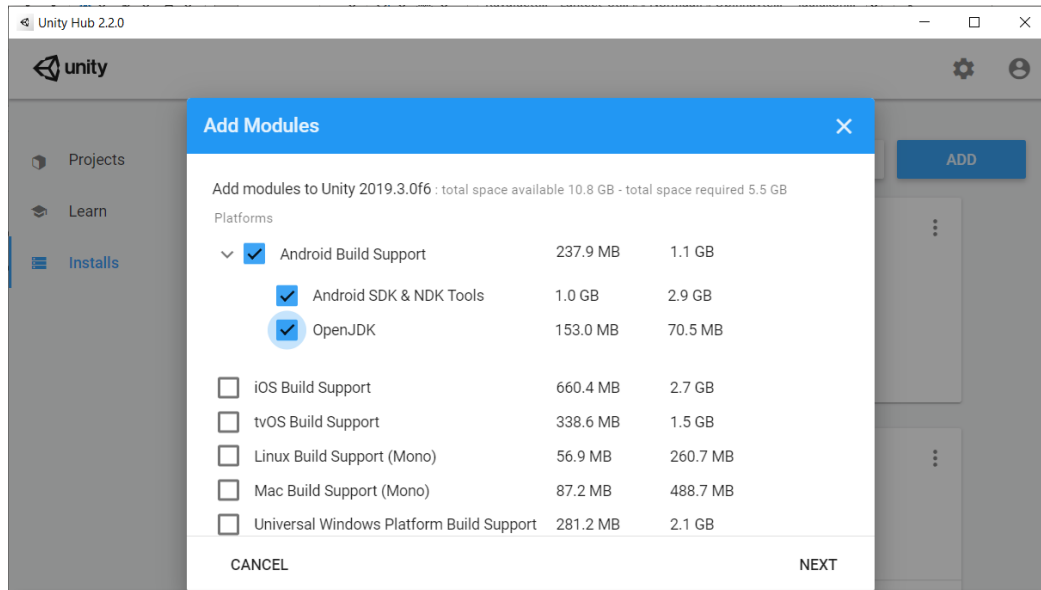 Unity Hub 2.2.0
unity
Add Modules
Projects
ADD
Add modules to Unity 2019.3.0f6 : total space available 10.8 GB - total space required 5.5 GB
Learn
Platforms
Android Build Support 237.9 MB 1.1 GB
Installs
Android SDK & NDK Tools 1.0 GB 2.9 GB
OpenJDK 153.0 MB 70.5 MB
iOS Build Support 660.4 MB 2.7 GB
tvOS Build Support 338.6 MB 1.5 GB
Linux Build Support (Mono) 56.9 MB 260.7 MB
Mac Build Support (Mono) 87.2 MB 488.7 MB
Universal Windows Platform Build Support 281.2 MB 2.1 GB
CANCEL NEXT